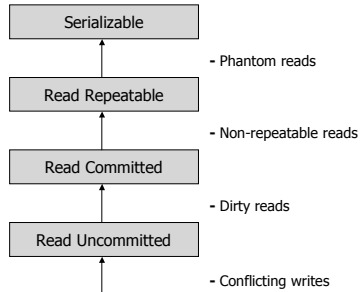 Serializable
- Phantom reads
Read Repeatable
- Non-repeatable reads
Read Committed
- Dirty reads
Read Uncommitted
- Conflicting writes